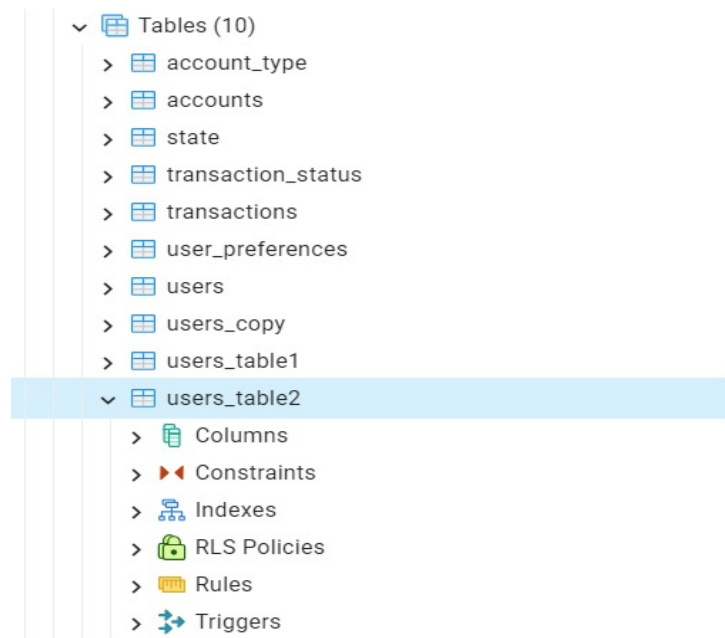 Tables (10)
account_type
accounts
state
transaction_status
transactions
user_preferences
users
users_copy
users_table1
users_table2
Columns
Constraints
Indexes
RLS Policies
Rules
Triggers